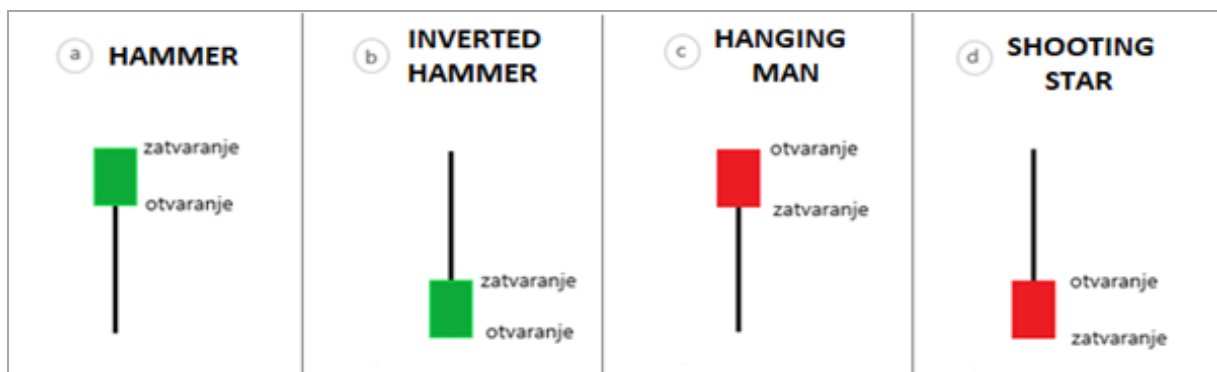 a
HAMMER
zatvaranje
otvaranje
b
INVERTED
HAMMER
zatvaranje
otvaranje
c
HANGING
MAN
otvaranje
zatvaranje
d
SHOOTING
STAR
otvaranje
zatvaranje